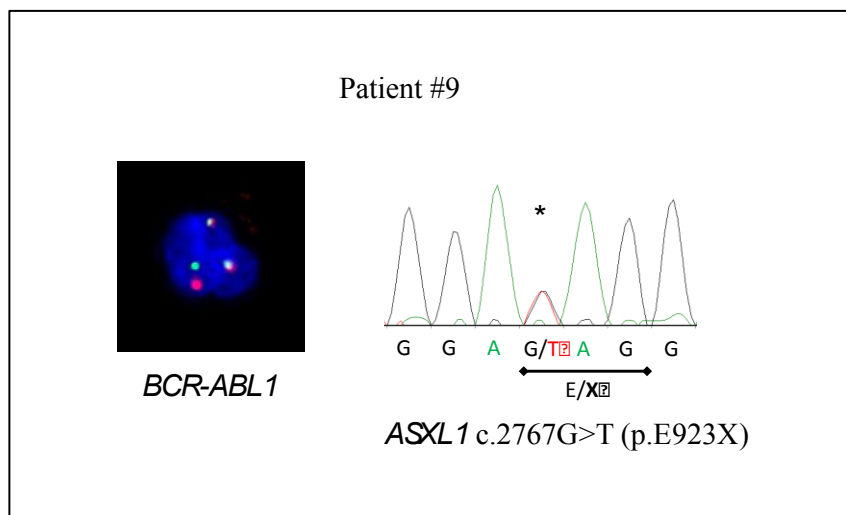 Patient #9
*
G G A G/T A G G
E/X
BCR-ABL1
ASXL1 c.2767G>T (p.E923X)